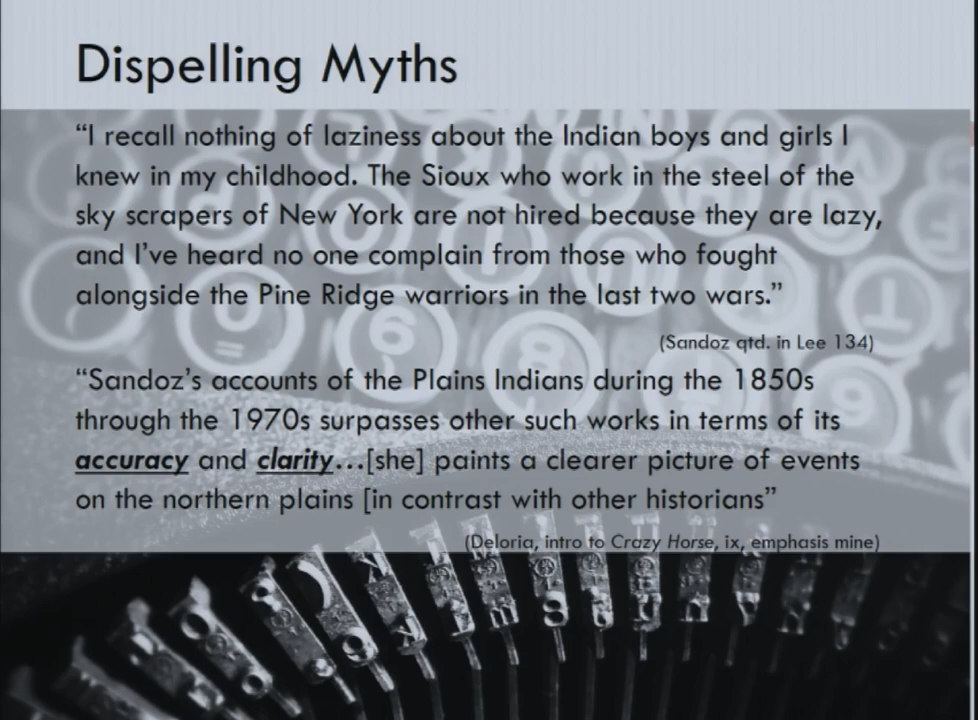 Dispelling Myths
“I recall nothing of laziness about the Indian boys and girls I
knew in my childhood. The Sioux who work in the steel of the
sky scrapers of New York are not hired because they are lazy,
and I’ve heard no one complain from those who fought
alongside the Pine Ridge warriors in the last two wars.”
(Sandoz qtd. in Lee 134)
“Sandoz’s accounts of the Plains Indians during the 1850s
through the 1970s surpasses other such works in terms of its
accuracy and clarity...[she] paints a clearer picture of events
on the northern plains [in contrast with other historians”
(Deloria, intro to Crazy Horse, ix, emphasis mine)